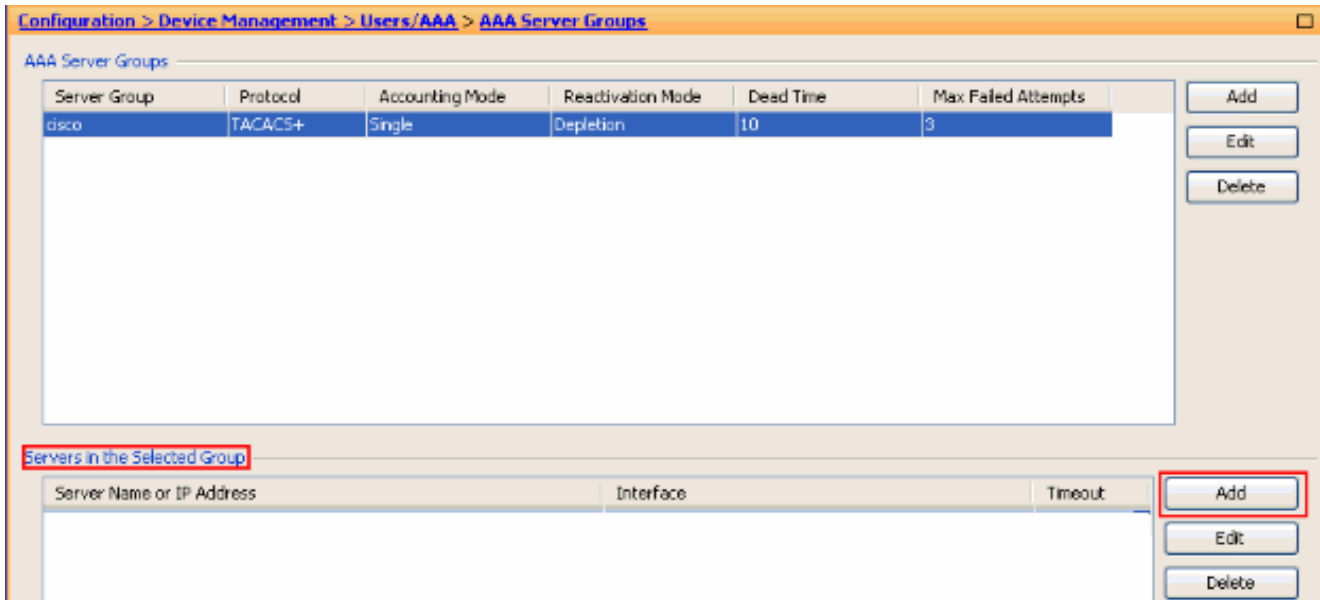 Configuration > Device Management > Users/AAA > AAA Server Groups
AAA Server Groups
Server Group Protocol Accounting Mode Reactivation Mode Dead Time Max Failed Attempts
cisco TACACS+ Single Depletion 10 3
Add
Edit
Delete
Servers in the Selected Group
Server Name or IP Address Interface Timeout
Add
Edit
Delete